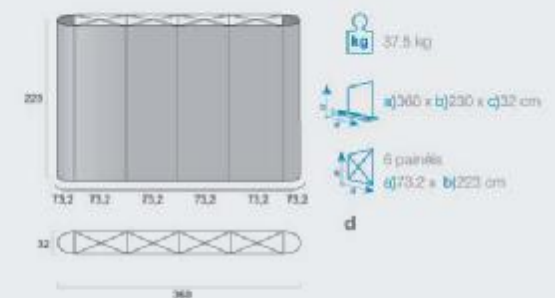 223
73,2 73,2 73,2 73,2 73,2 73,2
32
360
kg 37.5 kg
a)360 x b)230 x c)32 cm
6 painéis
a)73.2 x b)223 cm
d